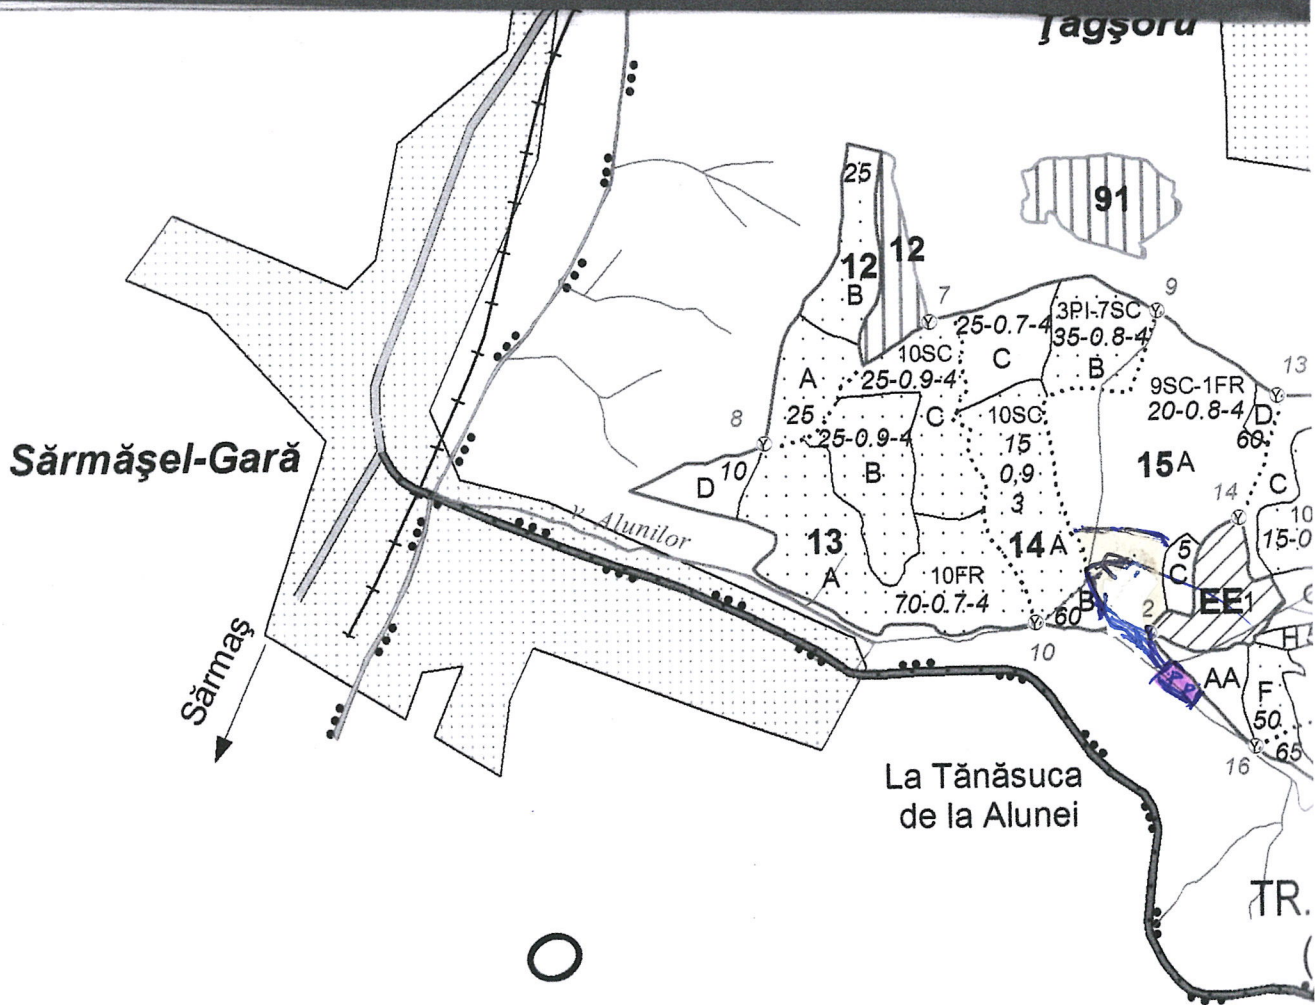 Ţagşoru
25
91
12
12
B
7
9
25-0.7-4
3PI-7SC
35-0.8-4
10SC
C
B
13
A
25-0.9-4
9SC-1FR
20-0.8-4
D
25
C
10SC
60
8
25-0.9-4
15
Sărmăşel-Gară
10
B
0,9
15 A
D
3
C
14
10
v. Alunilor
13
14 A
5
15-0
A
10FR
C
70-0.7-4
B
EE1
60
2
10
H
Sărmaş
AA
F
50
65
16
La Tănăsuca
de la Alunei
TR.